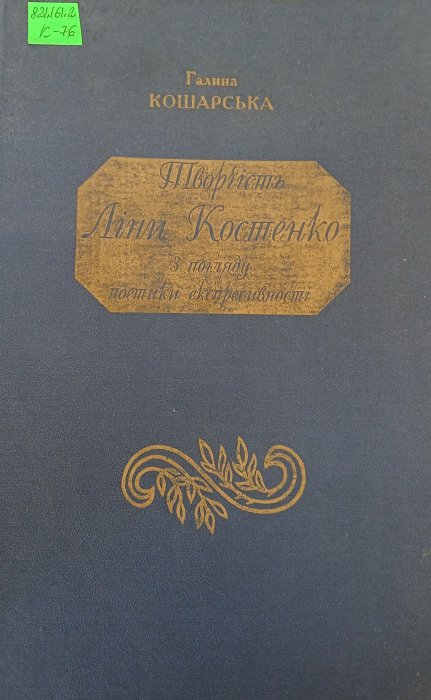 821.161.2
К-76
Галина
КОШАРСЬКА
Творчість
Ліни Костенко
з погляду
поетики експресивності